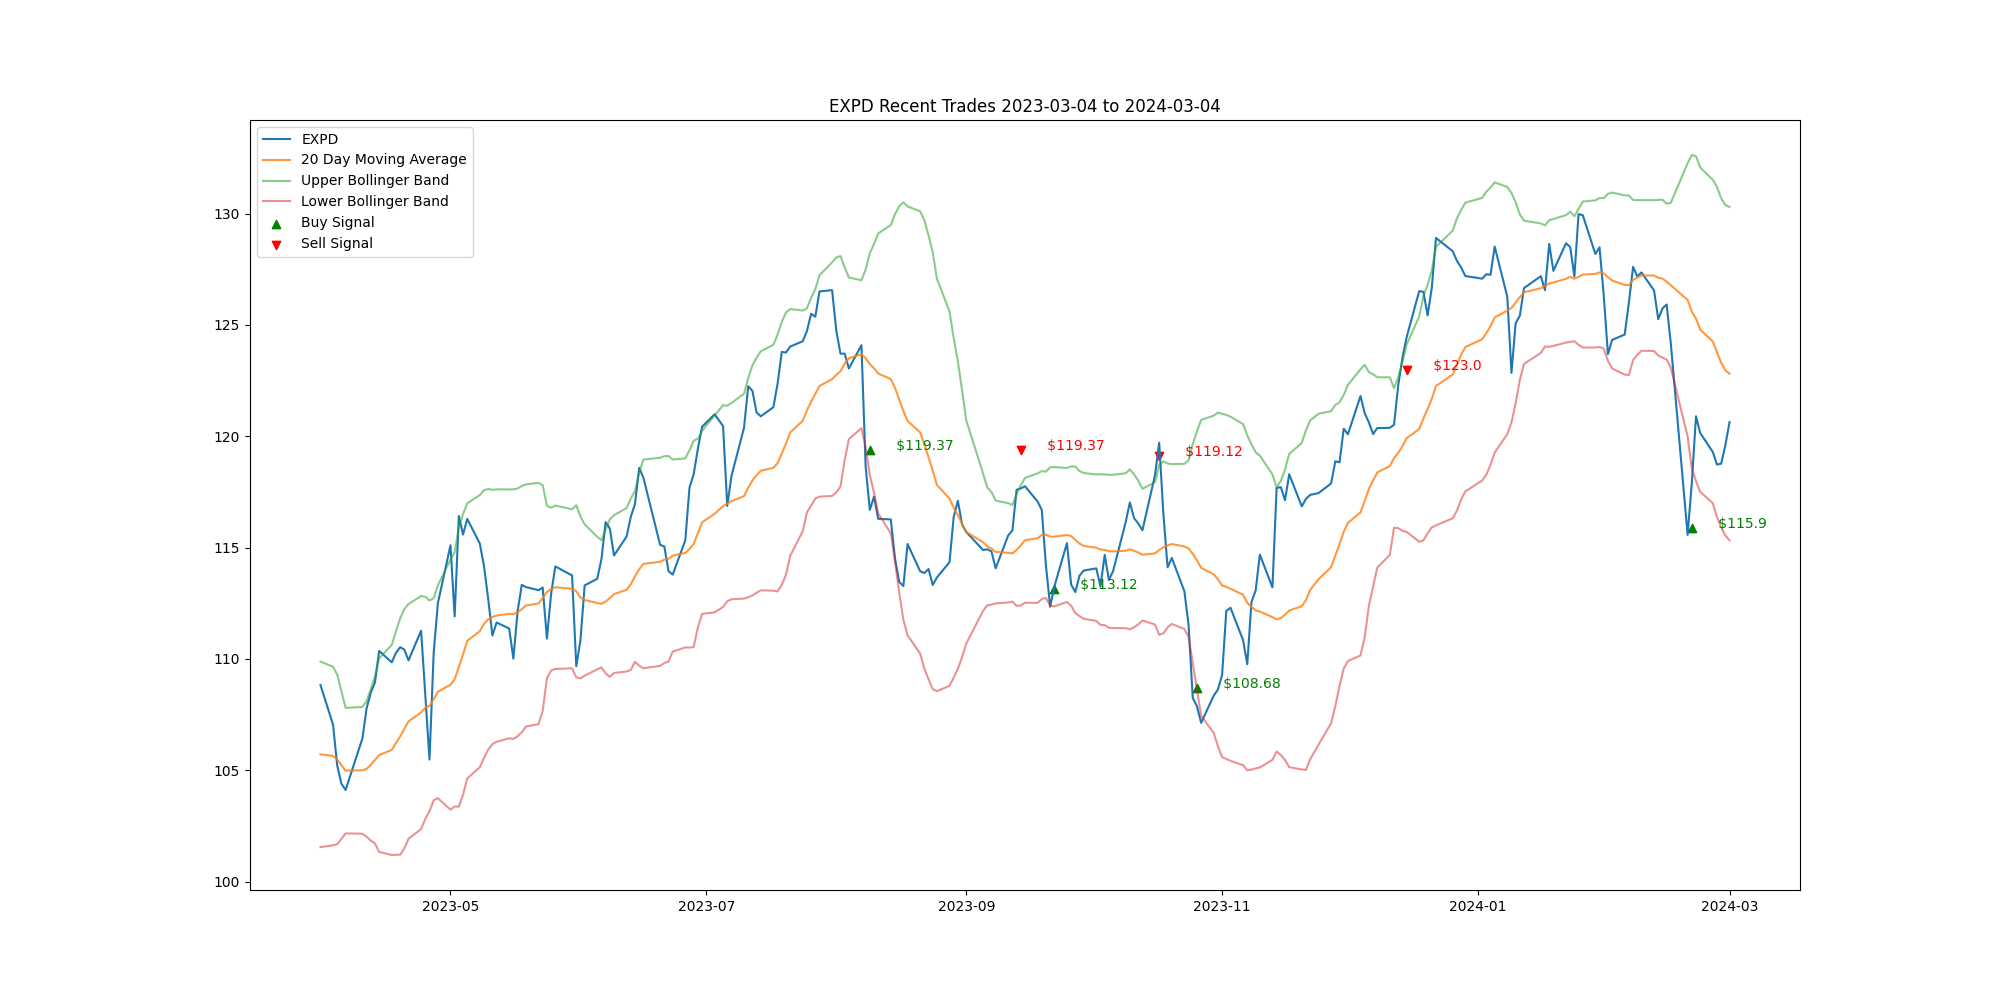 EXPD Recent Trades 2023-03-04 to 2024-03-04
EXPD
20 Day Moving Average
Upper Bollinger Band
Lower Bollinger Band
Buy Signal
Sell Signal
130
125
120
115
110
105
100
$119.37
$119.37
$113.12
$119.12
$108.68
$123.0
$115.9
2023-05
2023-07
2023-09
2023-11
2024-01
2024-03